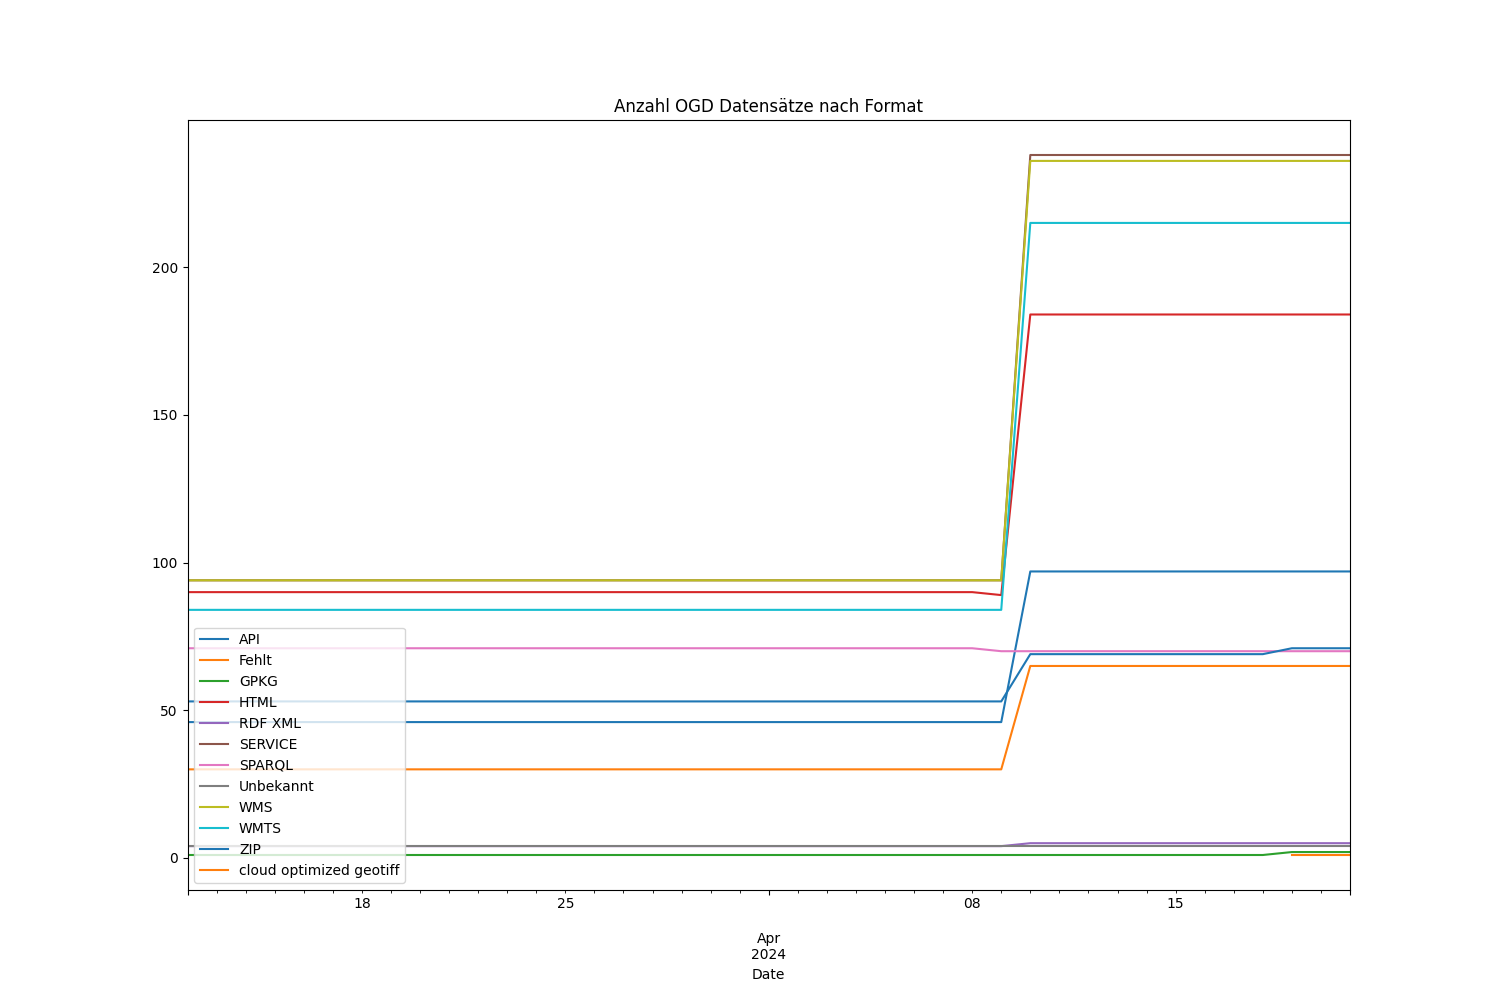 Anzahl OGD Datensätze nach Format
200
150
100
50
0
API
Fehlt
GPKG
HTML
RDF XML
SERVICE
SPARQL
Unbekannt
WMS
WMTS
ZIP
cloud optimized geotiff
18
25
08
15
Apr
2024
Date